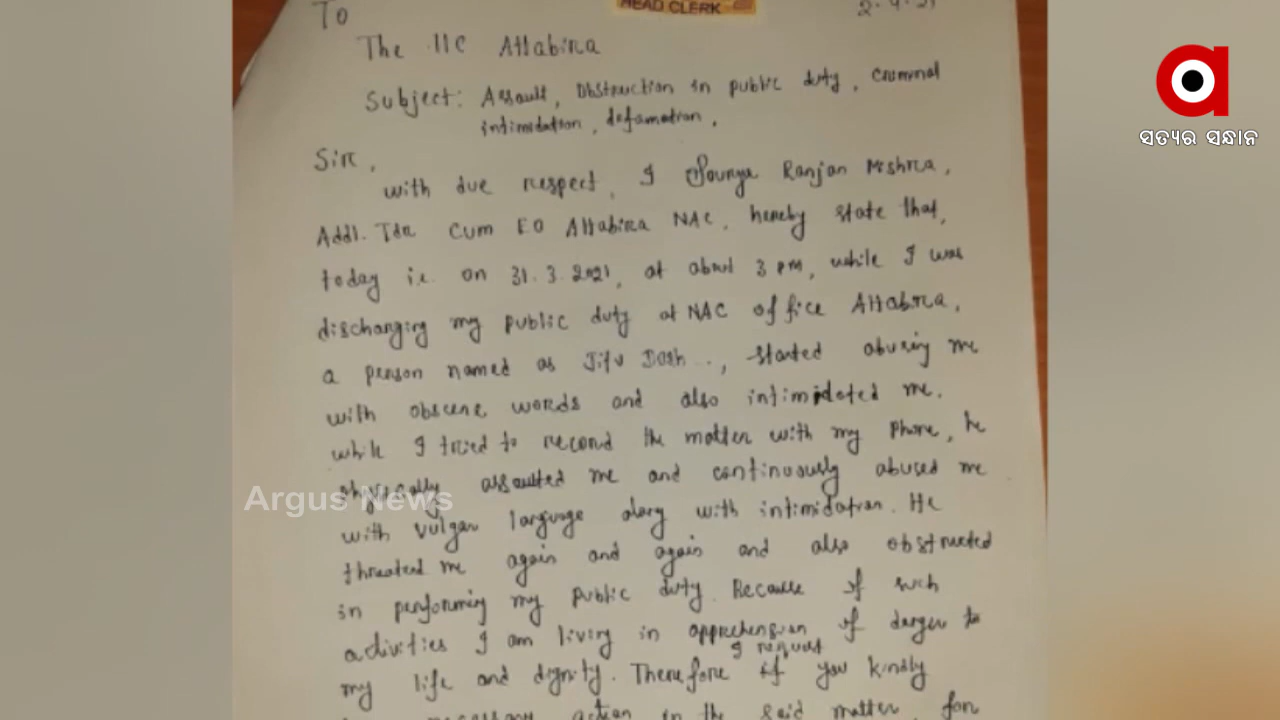 To
HEAD CLERK
The IIC Attabira
Subject: Assault, Obstruction in public duty, Criminal
intimidation, defamation.
Sir,
with due respect, I Sourya Ranjan Mishra,
Addl. Tdr Cum EO Attabira NAC, hereby state that,
today i.e. on 31.3.2021, at about 3 PM, while I was
discharging my public duty at NAC office Attabira,
a person named as Jitu Dash .., started abusing me
with obscene words and also intimidated me.
while I tried to record the matter with my phone, he
physically assaulted me and continuously abused me
with vulgar language along with intimidation. He
threated me again and again and also obstructed
in performing my public duty. Because of such
activities I am living in apprehension of danger to
my life and dignity. Therefore I request if you kindly
action in the said matter, for
ସତ୍ୟର ସନ୍ଧାନ
Argus News